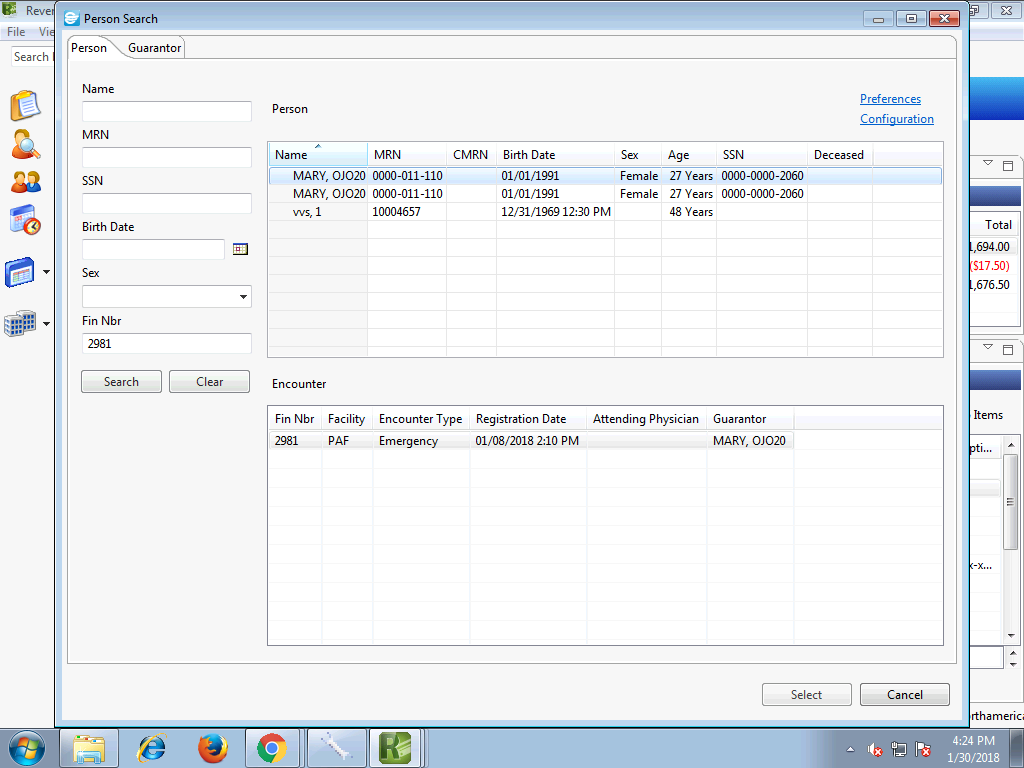 Reven
Person Search
File Vie
Person Guarantor
Search
Name
Person
Preferences
Configuration
MRN
SSN
Birth Date
Sex
Fin Nbr
2981
Search Clear
Name MRN CMRN Birth Date Sex Age SSN Deceased
MARY, OJO20 0000-011-110 01/01/1991 Female 27 Years 0000-0000-2060
MARY, OJO20 0000-011-110 01/01/1991 Female 27 Years 0000-0000-2060
vvs, 1 10004657 12/31/1969 12:30 PM 48 Years
Encounter
Fin Nbr Facility Encounter Type Registration Date Attending Physician Guarantor
2981 PAF Emergency 01/08/2018 2:10 PM MARY, OJO20
Select Cancel
Total
1,694.00
($17.50)
1,676.50
Items
pti...
x-x...
rthamerica
4:24 PM
1/30/2018